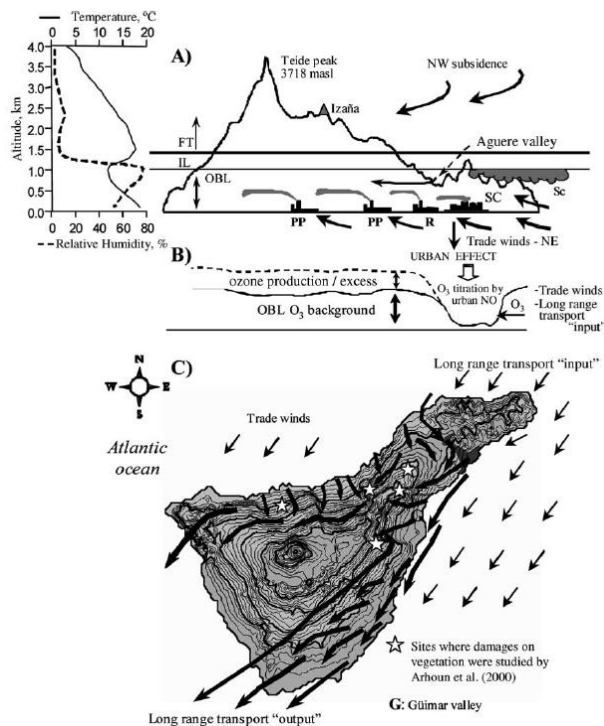 Temperature, ºC
0 5 10 15 20
4.0
3.5
3.0
2.5
2.0
1.5
1.0
0.5
0.0
Altitude, km
0 20 40 60 80
Relative Humidity, %
A)
Teide peak
3718 masl
NW subsidence
Izaña
Aguere valley
FT
IL
OBL
SC
Sc
PP
PP
R
Trade winds - NE
URBAN EFFECT
B)
ozone production / excess
OBL O3 background
O3 titration by
urban NO
O3
-Trade winds
-Long range
transport
"input"
C)
Long range transport "input"
N
W E
S
Trade winds
Atlantic
ocean
Sites where damages on
vegetation were studied by
Arhoun et al. (2000)
G: Güimar valley
Long range transport "output"